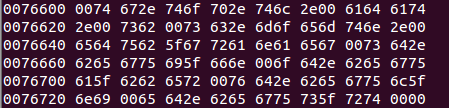 0076600 0074 672e 746f 702e 746c 2e00 6164 6174
0076620 2e00 7362 0073 632e 6d6f 656d 746e 2e00
0076640 6564 7562 5f67 7261 6e61 6567 0073 642e
0076660 6265 6775 695f 666e 006f 642e 6265 6775
0076700 615f 6262 6572 0076 642e 6265 6775 6c5f
0076720 6e69 0065 642e 6265 6775 735f 7274 0000